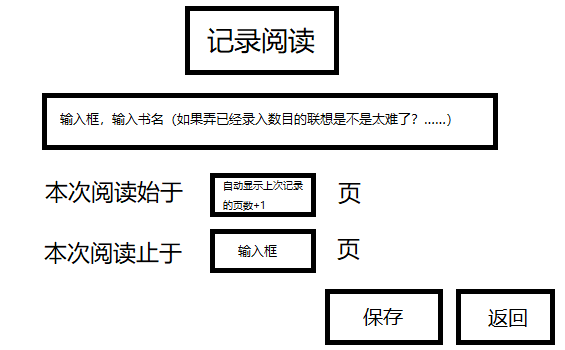 记录阅读
输入框，输入书名（如果弄已经录入数目的联想是不是太难了？……）
本次阅读始于
自动显示上次记录
的页数+1
页
本次阅读止于
输入框
页
保存
返回